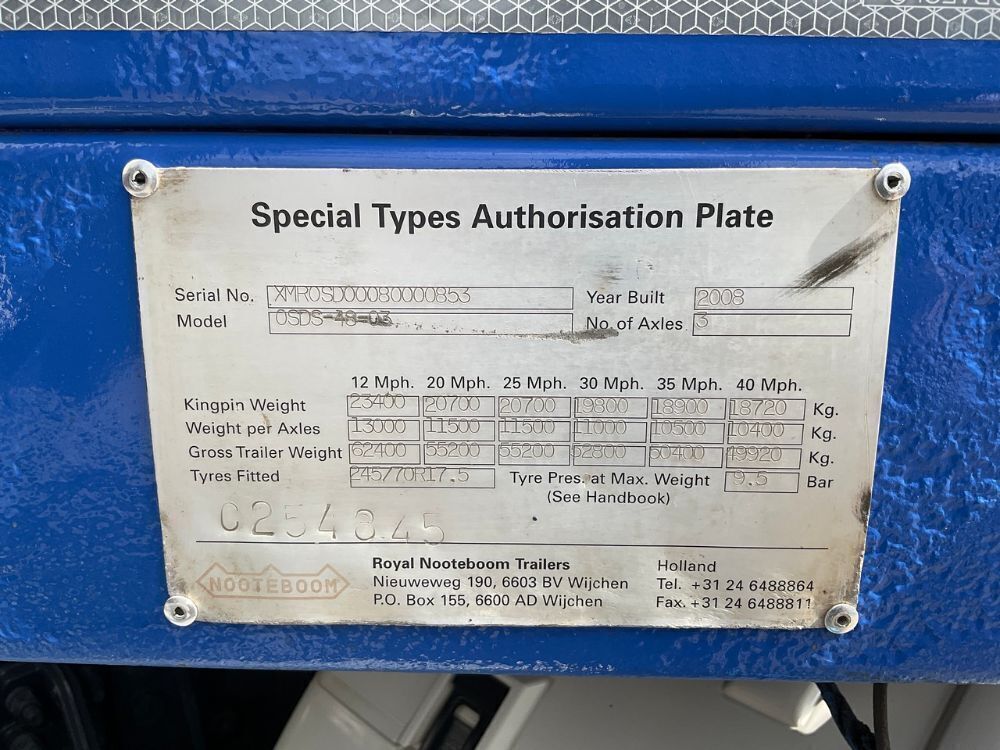 Special Types Authorisation Plate
Serial No. XMR0SD00080000853 Year Built 2008
Model OSDS-48-03 No. of Axles 3
12 Mph. 20 Mph. 25 Mph. 30 Mph. 35 Mph. 40 Mph.
Kingpin Weight 23400 20700 20700 19800 18900 18720 Kg.
Weight per Axles 13000 11500 11500 11000 10500 10400 Kg.
Gross Trailer Weight 62400 55200 55200 52800 50400 49920 Kg.
Tyres Fitted 245/70R17.5 Tyre Pres. at Max. Weight 9.5 Bar
(See Handbook)
C254845
NOOTEBOOM
Royal Nooteboom Trailers Holland
Nieuweweg 190, 6603 BV Wijchen Tel. +31 24 6488864
P.O. Box 155, 6600 AD Wijchen Fax. +31 24 6488811